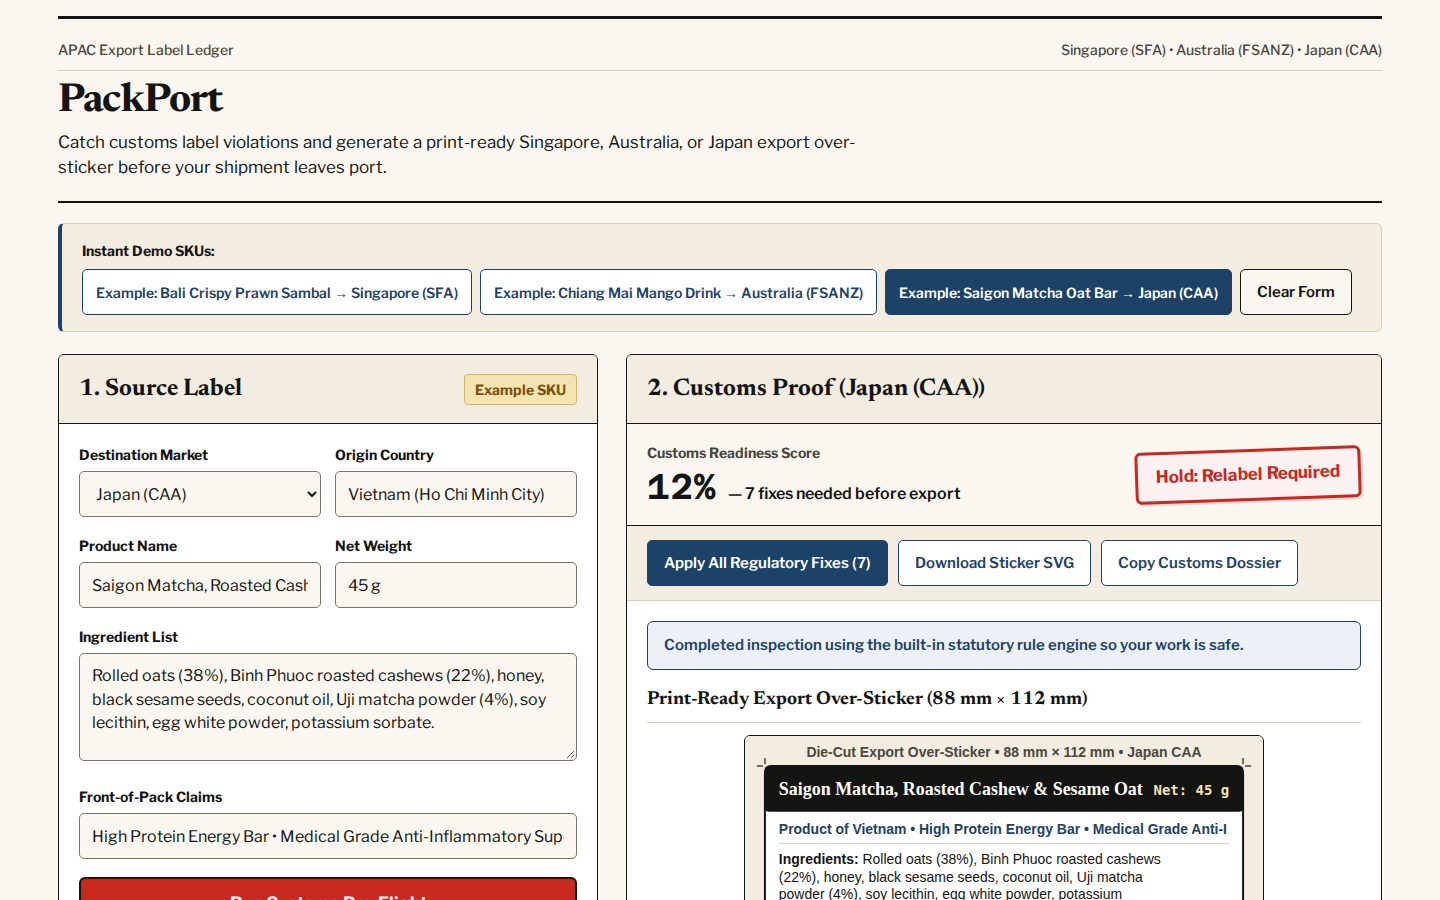 APAC Export Label Ledger
Singapore (SFA) • Australia (FSANZ) • Japan (CAA)
PackPort
Catch customs label violations and generate a print-ready Singapore, Australia, or Japan export over-
sticker before your shipment leaves port.
Instant Demo SKUs:
Example: Bali Crispy Prawn Sambal → Singapore (SFA)
Example: Chiang Mai Mango Drink → Australia (FSANZ)
Example: Saigon Matcha Oat Bar → Japan (CAA)
Clear Form
1. Source Label
Example SKU
Destination Market
Origin Country
Japan (CAA)
Vietnam (Ho Chi Minh City)
Product Name
Net Weight
Saigon Matcha, Roasted Cash
45 g
Ingredient List
Rolled oats (38%), Binh Phuoc roasted cashews (22%), honey,
black sesame seeds, coconut oil, Uji matcha powder (4%), soy
lecithin, egg white powder, potassium sorbate.
Front-of-Pack Claims
High Protein Energy Bar • Medical Grade Anti-Inflammatory Sup
2. Customs Proof (Japan (CAA))
Customs Readiness Score
12% — 7 fixes needed before export
Hold: Relabel Required
Apply All Regulatory Fixes (7)
Download Sticker SVG
Copy Customs Dossier
Completed inspection using the built-in statutory rule engine so your work is safe.
Print-Ready Export Over-Sticker (88 mm × 112 mm)
Die-Cut Export Over-Sticker • 88 mm × 112 mm • Japan CAA
Saigon Matcha, Roasted Cashew & Sesame Oat
Net: 45 g
Product of Vietnam • High Protein Energy Bar • Medical Grade Anti-I
Ingredients: Rolled oats (38%), Binh Phuoc roasted cashews
(22%), honey, black sesame seeds, coconut oil, Uji matcha
powder (4%), soy lecithin, egg white powder, potassium